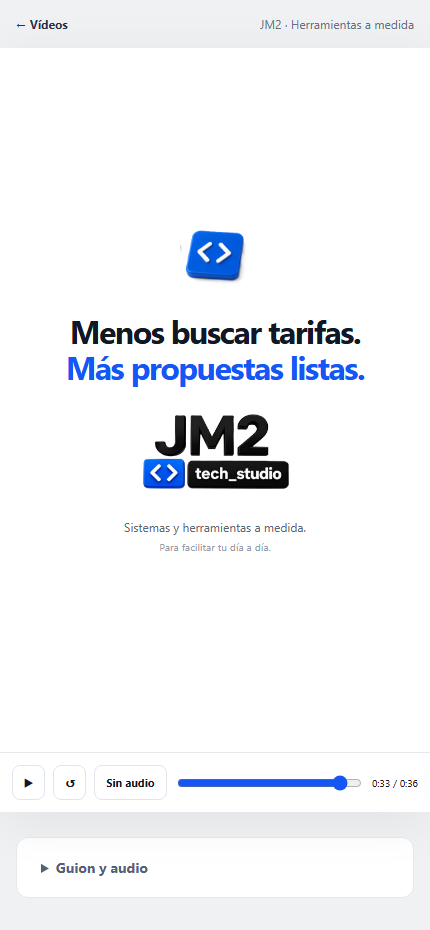 ← Vídeos
JM2 · Herramientas a medida
Menos buscar tarifas.
Más propuestas listas.
JM2
<> tech_studio
Sistemas y herramientas a medida.
Para facilitar tu día a día.
▶ ↺ Sin audio 0:33 / 0:36
▶ Guion y audio